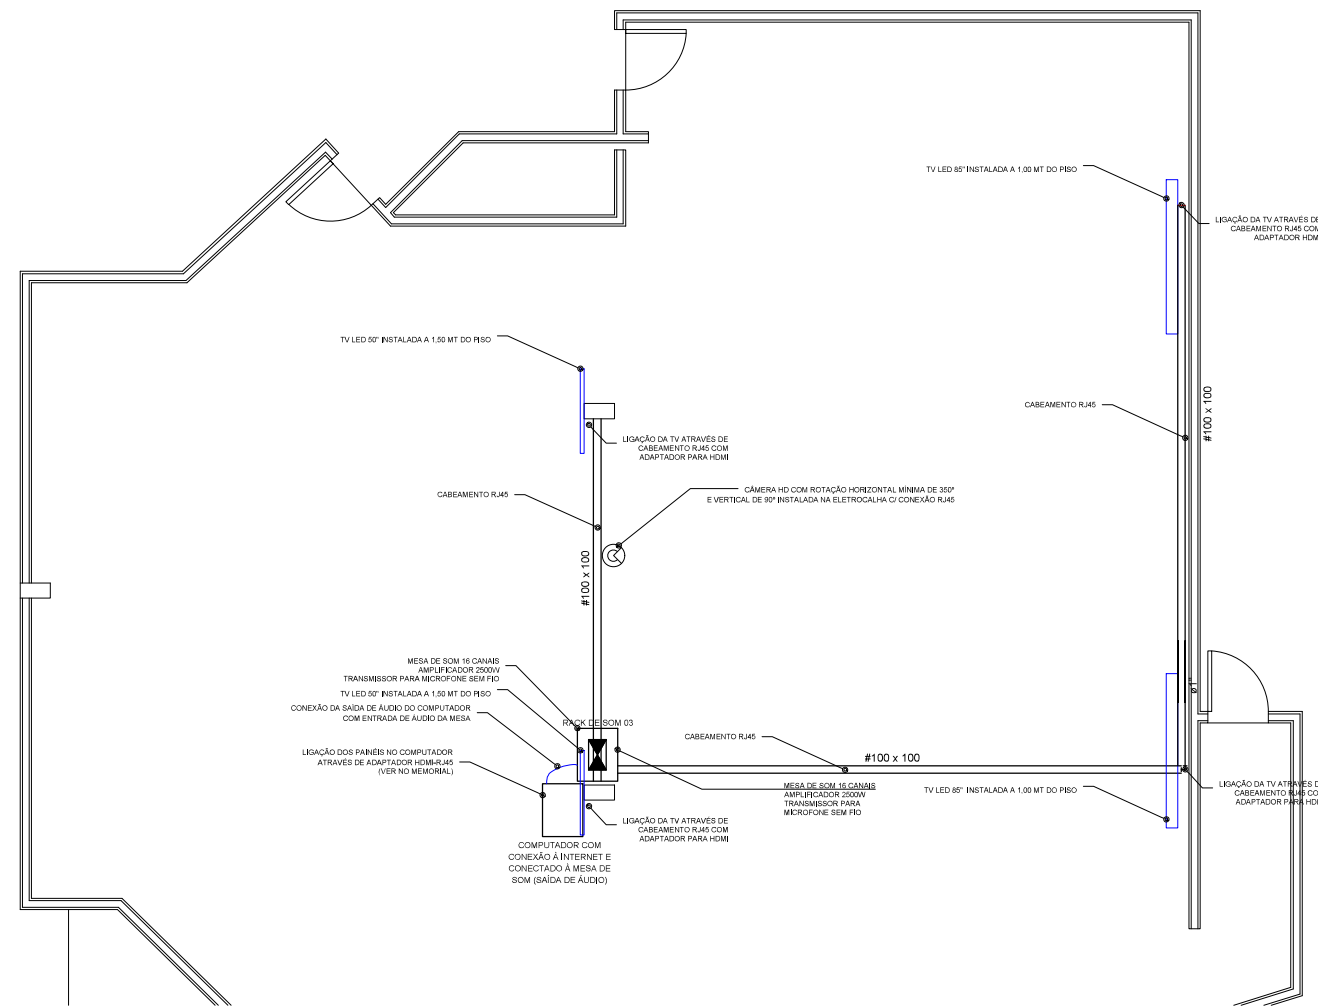 TV LED 85" INSTALADA A 1,00 MT DO PISO
LIGAÇÃO DA TV ATRAVÉS DE
CABEAMENTO RJ45 COM
ADAPTADOR HDMI
TV LED 50" INSTALADA A 1,50 MT DO PISO
CABEAMENTO RJ45
#100 x 100
LIGAÇÃO DA TV ATRAVÉS DE
CABEAMENTO RJ45 COM
ADAPTADOR PARA HDMI
CABEAMENTO RJ45
CÂMERA HD COM ROTAÇÃO HORIZONTAL MÍNIMA DE 350°
E VERTICAL DE 90° INSTALADA NA ELETROCALHA C/ CONEXÃO RJ45
#100 x 100
MESA DE SOM 16 CANAIS
AMPLIFICADOR 2500W
TRANSMISSOR PARA MICROFONE SEM FIO
TV LED 50" INSTALADA A 1,50 MT DO PISO
CONEXÃO DA SAÍDA DE ÁUDIO DO COMPUTADOR
COM ENTRADA DE ÁUDIO DA MESA
RACK DE SOM 03
ø1"
LIGAÇÃO DOS PAINÉIS NO COMPUTADOR
ATRAVÉS DE ADAPTADOR HDMI-RJ45
(VER NO MEMORIAL)
CABEAMENTO RJ45
#100 x 100
MESA DE SOM 16 CANAIS
AMPLIFICADOR 2500W
TRANSMISSOR PARA
MICROFONE SEM FIO
TV LED 85" INSTALADA A 1,00 MT DO PISO
LIGAÇÃO DA TV ATRAVÉS D
CABEAMENTO RJ45 CO
ADAPTADOR PARA HD
LIGAÇÃO DA TV ATRAVÉS DE
CABEAMENTO RJ45 COM
ADAPTADOR PARA HDMI
COMPUTADOR COM
CONEXÃO À INTERNET E
CONECTADO À MESA DE
SOM (SAÍDA DE ÁUDIO)